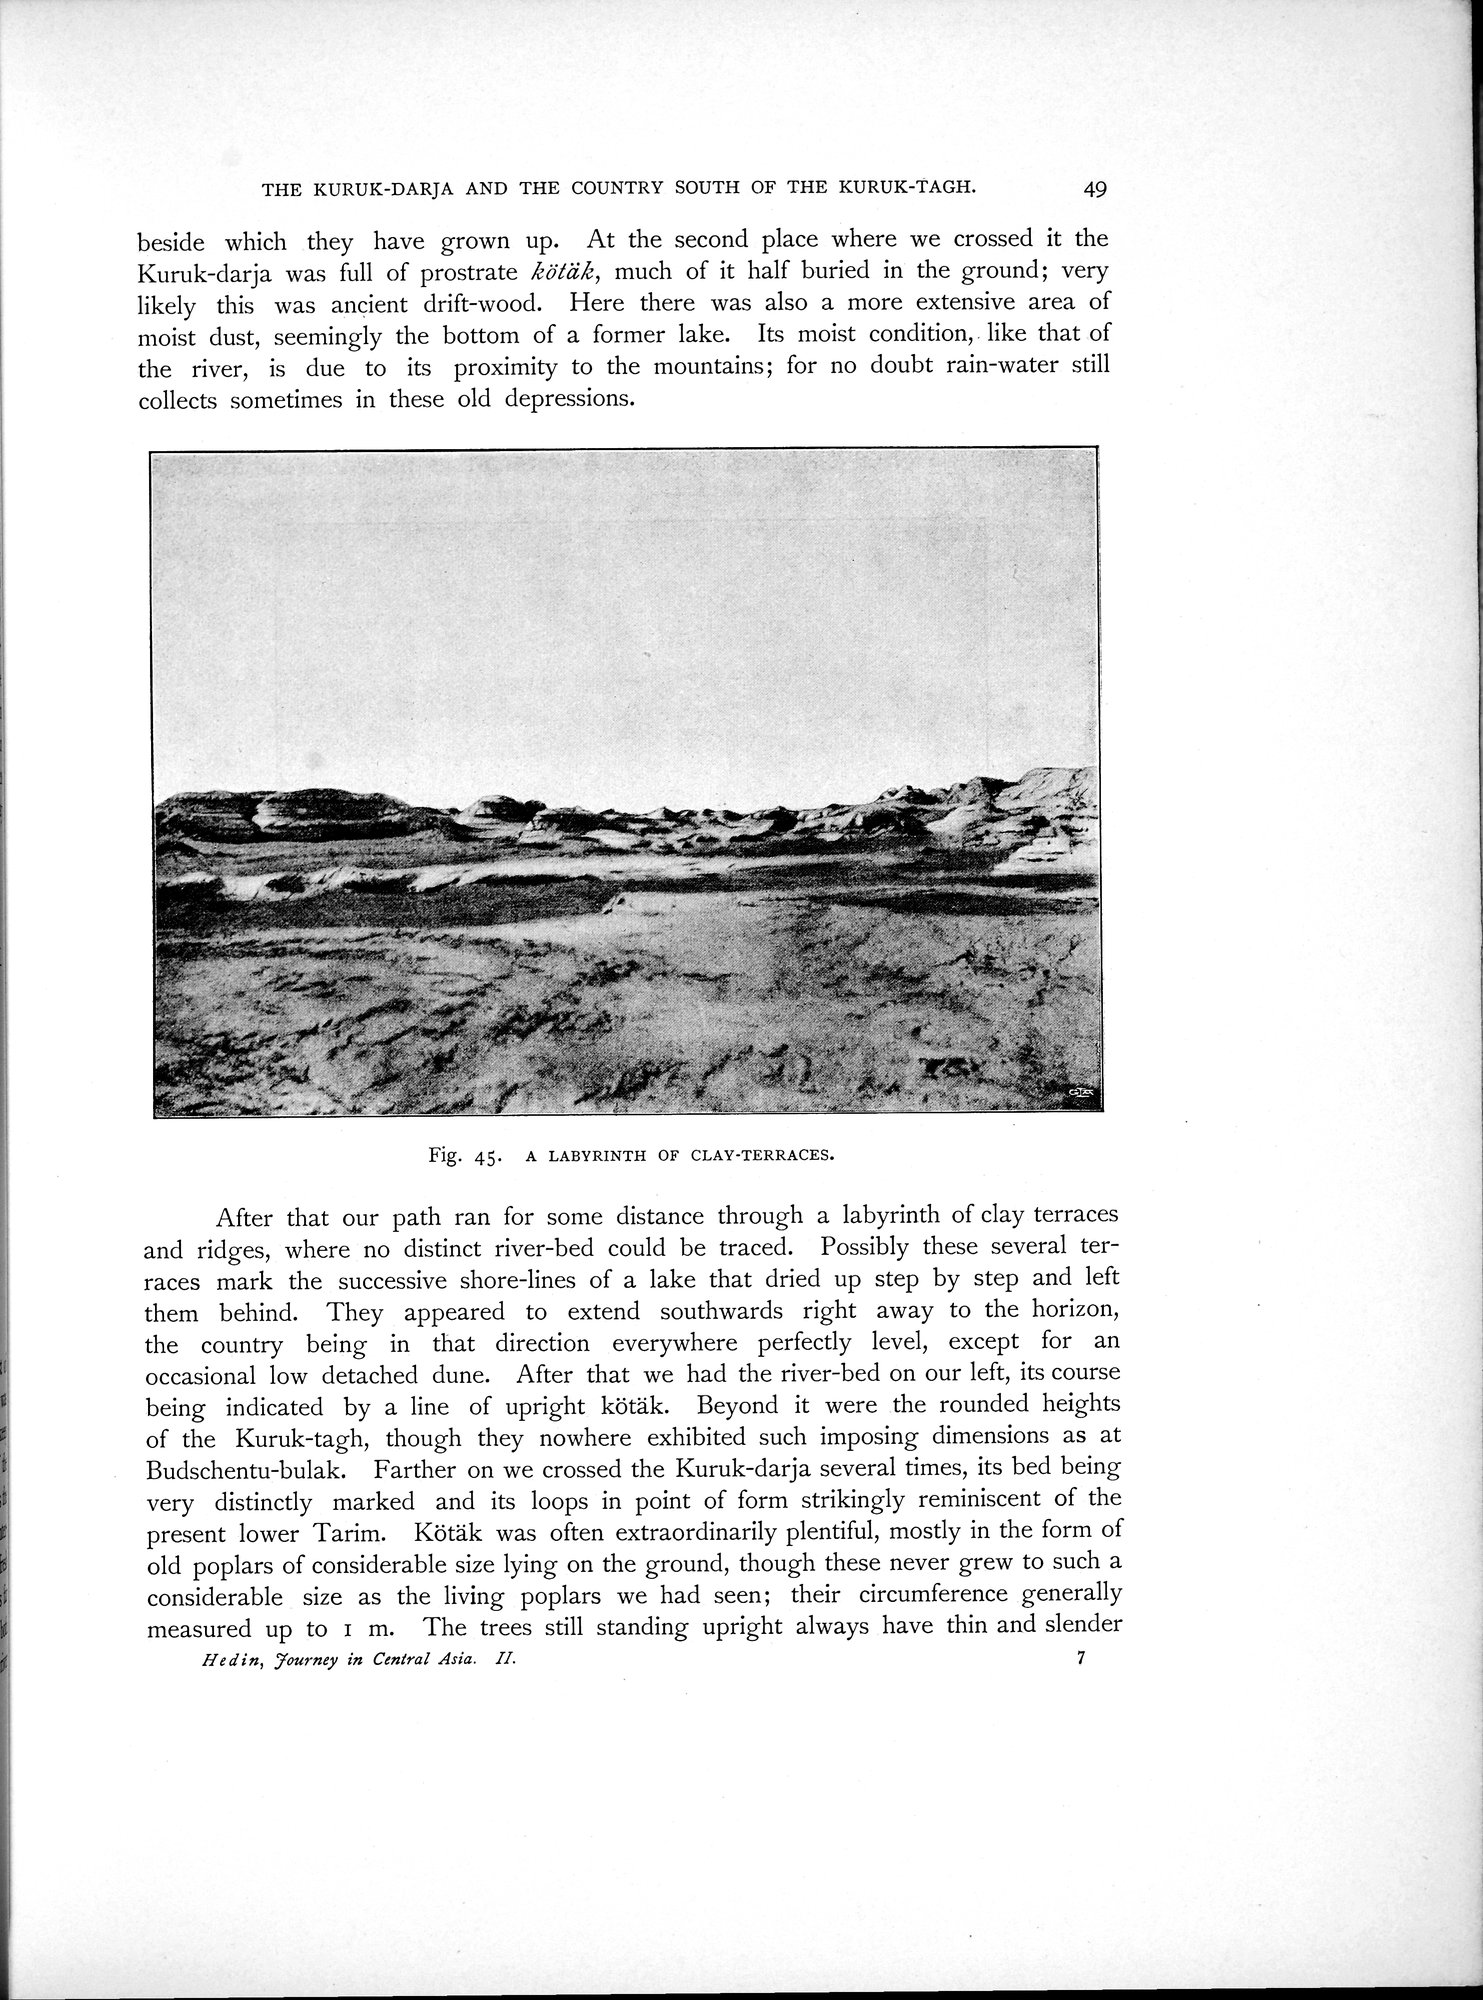 THE KURUK-DARJA AND THE COUNTRY SOUTH OF THE KURUK-TAGH. 49
beside which they have grown up. At the second place where we crossed it the
Kuruk-darja was full of prostrate kötäk, much of it half buried in the ground; very
likely this was ancient drift-wood. Here there was also a more extensive area of
moist dust, seemingly the bottom of a former lake. Its moist condition, like that of
the river, is due to its proximity to the mountains; for no doubt rain-water still
collects sometimes in these old depressions.
Fig. 45. A LABYRINTH OF CLAY-TERRACES.
After that our path ran for some distance through a labyrinth of clay terraces
and ridges, where no distinct river-bed could be traced. Possibly these several ter-
races mark the successive shore-lines of a lake that dried up step by step and left
them behind. They appeared to extend southwards right away to the horizon,
the country being in that direction everywhere perfectly level, except for an
occasional low detached dune. After that we had the river-bed on our left, its course
being indicated by a line of upright kötäk. Beyond it were the rounded heights
of the Kuruk-tagh, though they nowhere exhibited such imposing dimensions as at
Budschentu-bulak. Farther on we crossed the Kuruk-darja several times, its bed being
very distinctly marked and its loops in point of form strikingly reminiscent of the
present lower Tarim. Kötäk was often extraordinarily plentiful, mostly in the form of
old poplars of considerable size lying on the ground, though these never grew to such a
considerable size as the living poplars we had seen; their circumference generally
measured up to 1 m. The trees still standing upright always have thin and slender
Hedin, Journey in Central Asia. II. 7